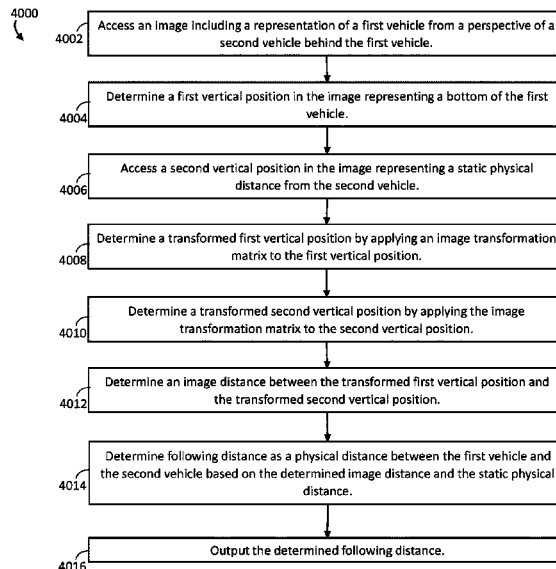 4000
4002
Access an image including a representation of a first vehicle from a perspective of a
second vehicle behind the first vehicle.
4004
Determine a first vertical position in the image representing a bottom of the first
vehicle.
4006
Access a second vertical position in the image representing a static physical
distance from the second vehicle.
4008
Determine a transformed first vertical position by applying an image transformation
matrix to the first vertical position.
4010
Determine a transformed second vertical position by applying the image
transformation matrix to the second vertical position.
4012
Determine an image distance between the transformed first vertical position and
the transformed second vertical position.
4014
Determine following distance as a physical distance between the first vehicle and
the second vehicle based on the determined image distance and the static physical
distance.
4016
Output the determined following distance.